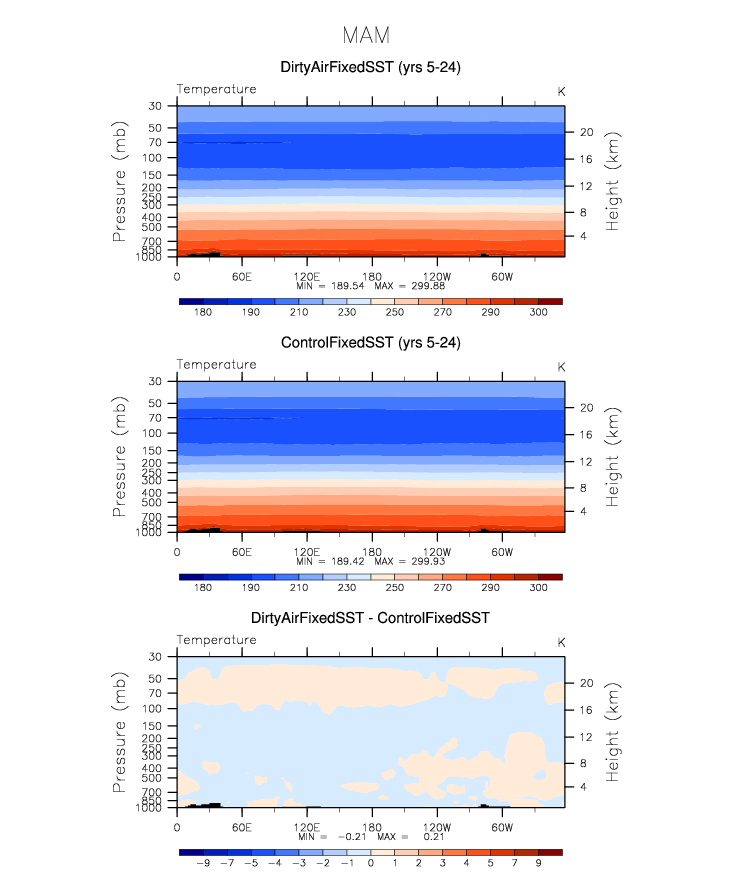 MAM
DirtyAirFixedSST (yrs 5-24)
Temperature K
30
50
70
100
150
200
250
300
400
500
700
850
1000
Pressure (mb)
20
16
12
8
4
Height (km)
0 60E 120E 180 120W 60W
MIN = 189.54 MAX = 299.88
180 190 210 230 250 270 290 300
ControlFixedSST (yrs 5-24)
Temperature K
30
50
70
100
150
200
250
300
400
500
700
850
1000
Pressure (mb)
20
16
12
8
4
Height (km)
0 60E 120E 180 120W 60W
MIN = 189.42 MAX = 299.93
180 190 210 230 250 270 290 300
DirtyAirFixedSST - ControlFixedSST
Temperature K
30
50
70
100
150
200
250
300
400
500
700
850
1000
Pressure (mb)
20
16
12
8
4
Height (km)
0 60E 120E 180 120W 60W
MIN = -0.21 MAX = 0.21
-9 -7 -5 -4 -3 -2 -1 0 1 2 3 4 5 7 9